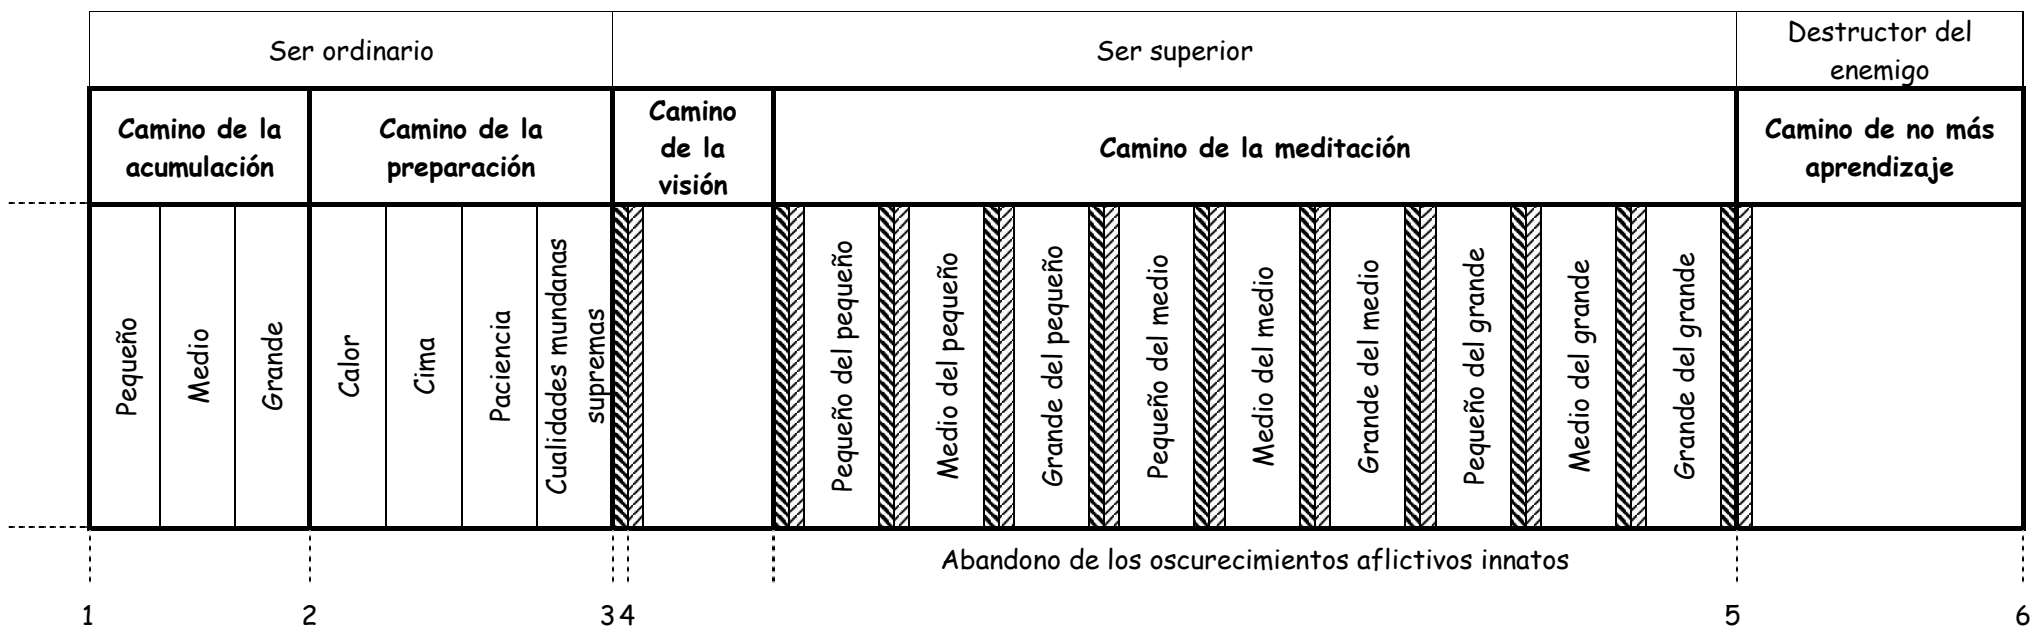 Ser ordinario
Ser superior
Destructor del
enemigo
Camino de la
acumulación
Camino de la
preparación
Camino
de la
visión
Camino de la meditación
Camino de no más
aprendizaje
Pequeño
Medio
Grande
Calor
Cima
Paciencia
Cualidades mundanas
supremas
Pequeño del pequeño
Medio del pequeño
Grande del pequeño
Pequeño del medio
Medio del medio
Grande del medio
Pequeño del grande
Medio del grande
Grande del grande
Abandono de los oscurecimientos aflictivos innatos
1 2 3 4 5 6